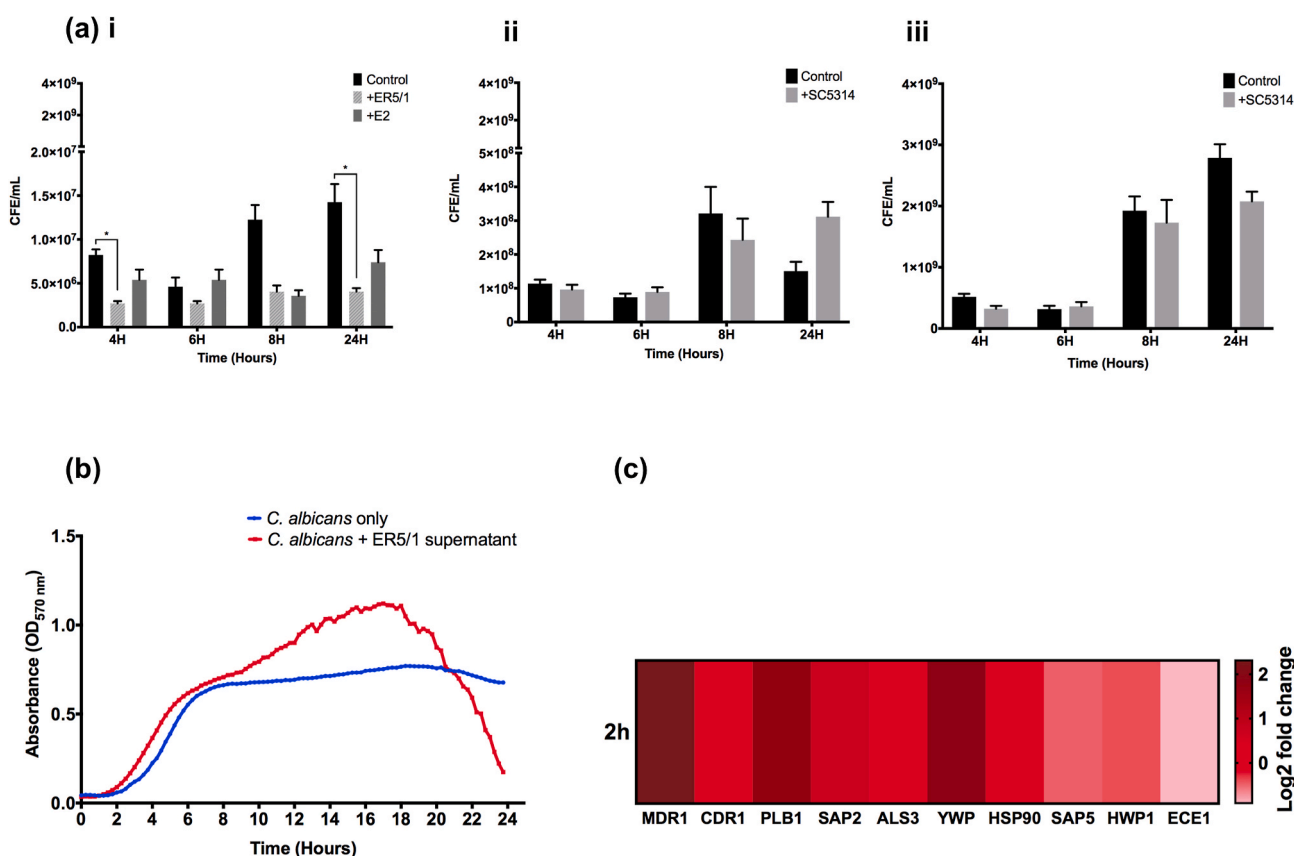 (a) i
4×10⁹
2×10⁹
2.0×10⁷
1.5×10⁷
1.0×10⁷
5.0×10⁶
0.0
CFE/mL
Control
+ER5/1
+E2
*
*
4H 6H 8H 24H
Time (Hours)
ii
4×10⁹
2×10⁹
5×10⁸
4×10⁸
3×10⁸
2×10⁸
1×10⁸
0
CFE/mL
Control
+SC5314
4H 6H 8H 24H
Time (Hours)
iii
4×10⁹
3×10⁹
2×10⁹
1×10⁹
0
CFE/mL
Control
+SC5314
4H 6H 8H 24H
Time (Hours)
(b)
C. albicans only
C. albicans + ER5/1 supernatant
1.5
1.0
0.5
0.0
Absorbance (OD₅₇₀ ₙₘ)
0 2 4 6 8 10 12 14 16 18 20 22 24
Time (Hours)
(c)
2h
MDR1 CDR1 PLB1 SAP2 ALS3 YWP HSP90 SAP5 HWP1 ECE1
2
1
0
Log2 fold change